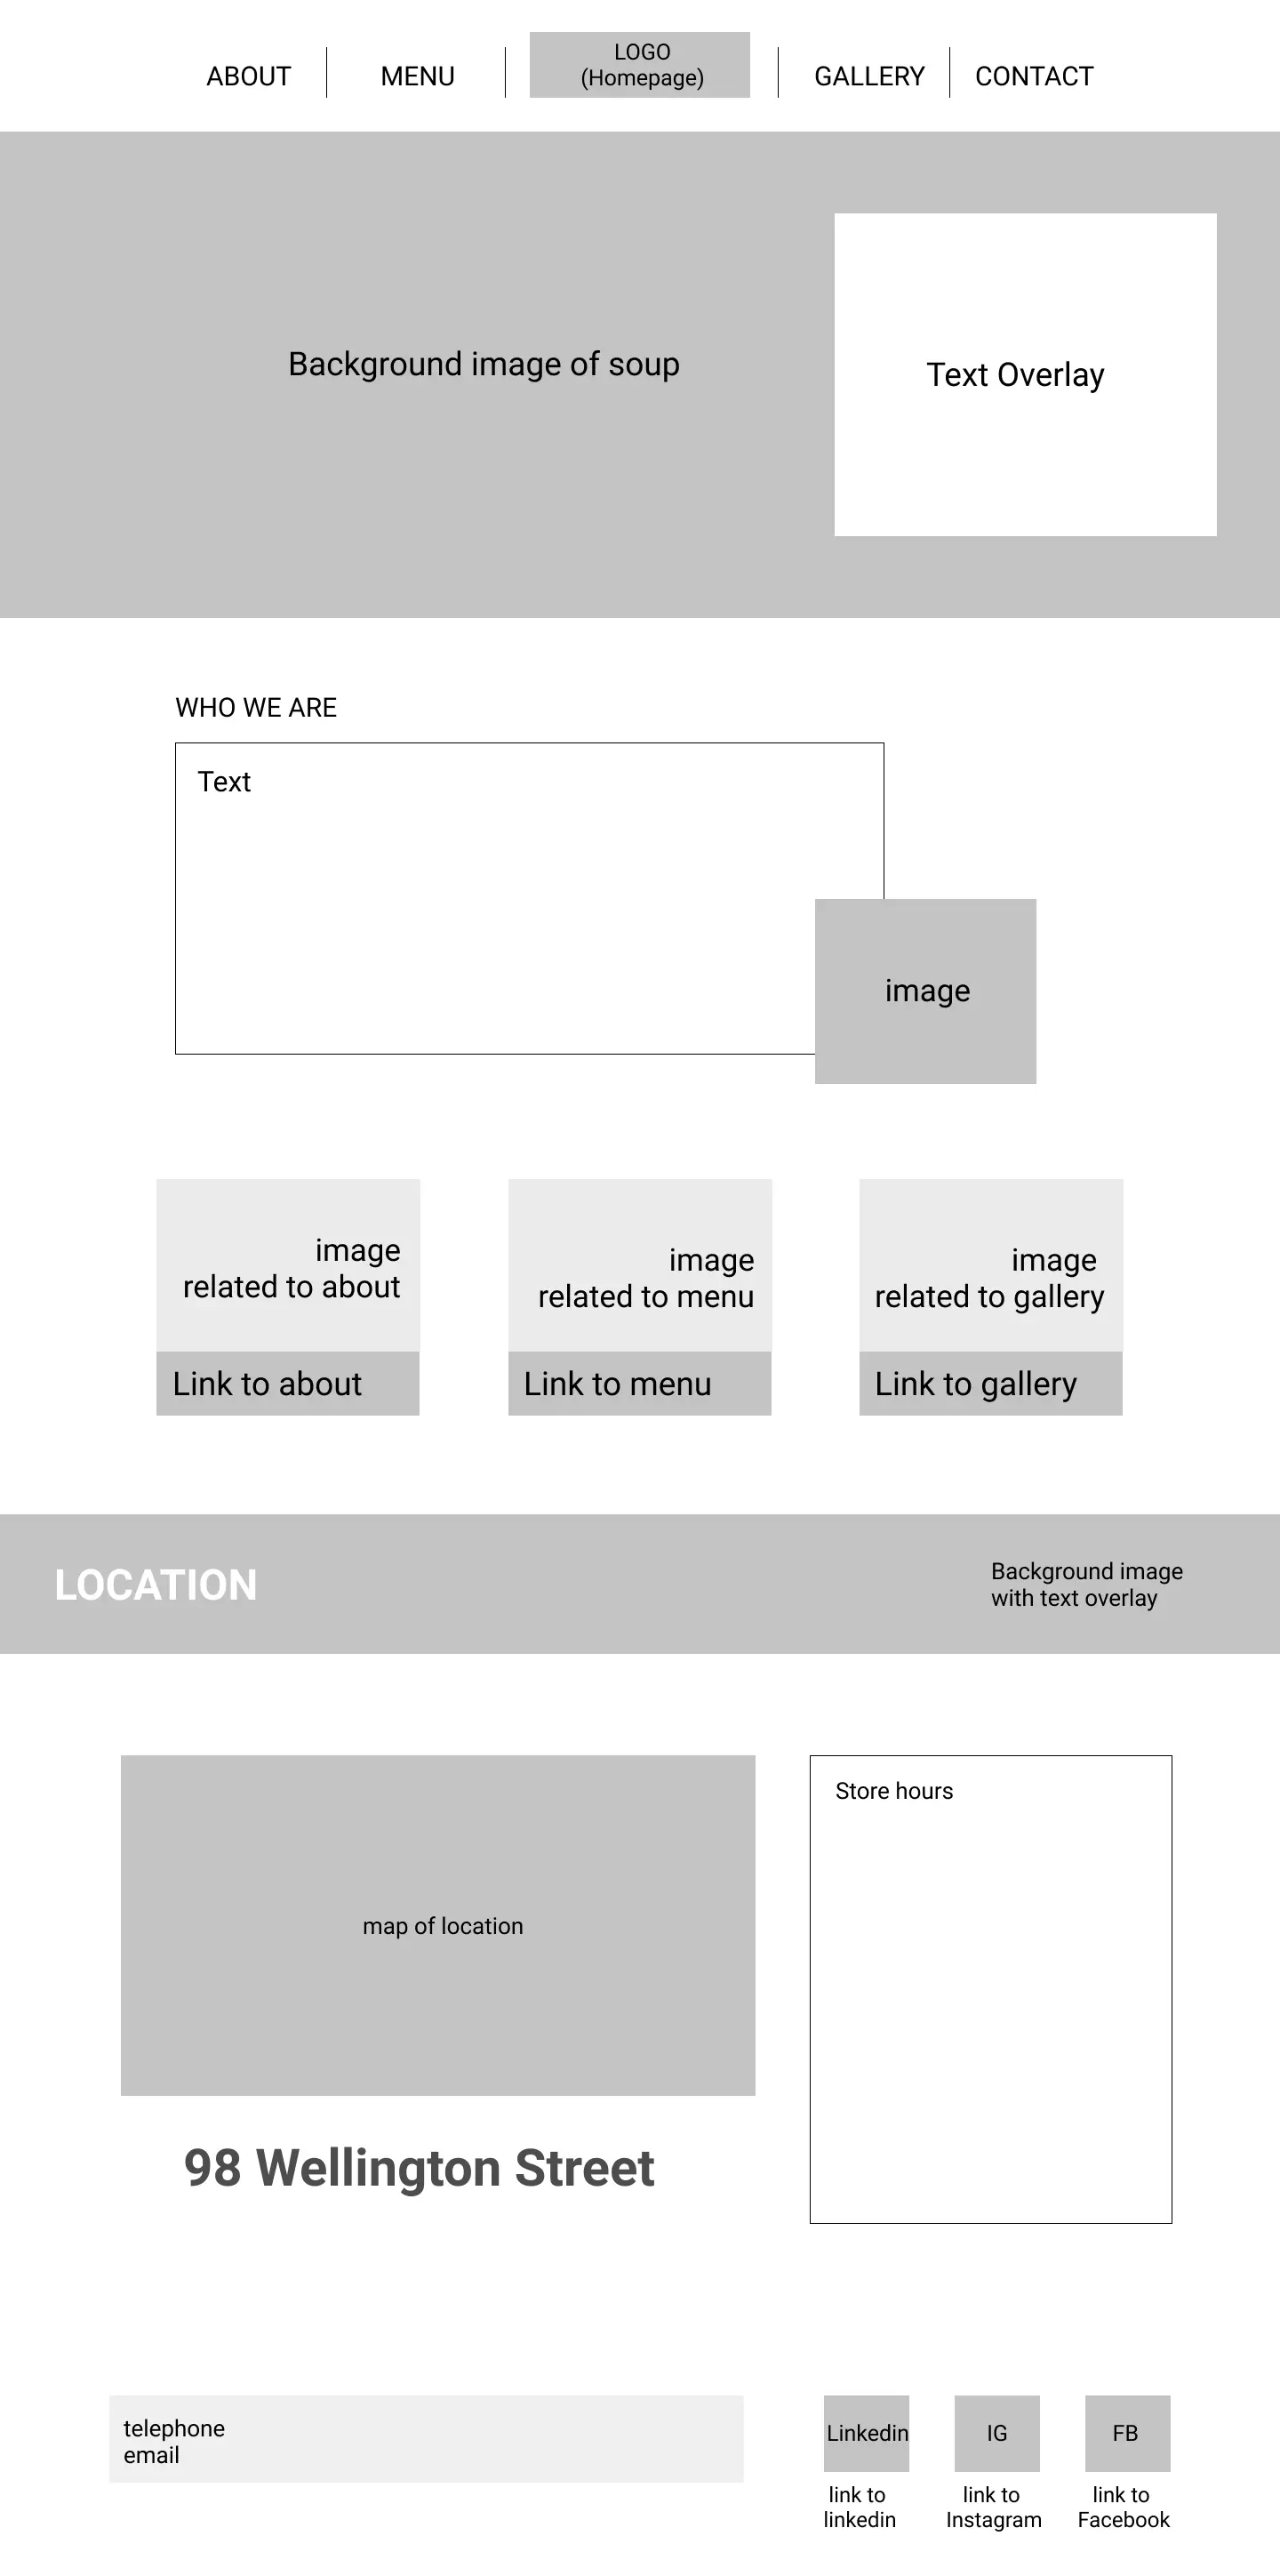 ABOUT
MENU
LOGO
(Homepage)
GALLERY
CONTACT
Background image of soup
Text Overlay
WHO WE ARE
Text
image
image
related to about
Link to about
image
related to menu
Link to menu
image
related to gallery
Link to gallery
LOCATION
Background image
with text overlay
map of location
Store hours
98 Wellington Street
telephone
email
Linkedin
link to
linkedin
IG
link to
Instagram
FB
link to
Facebook